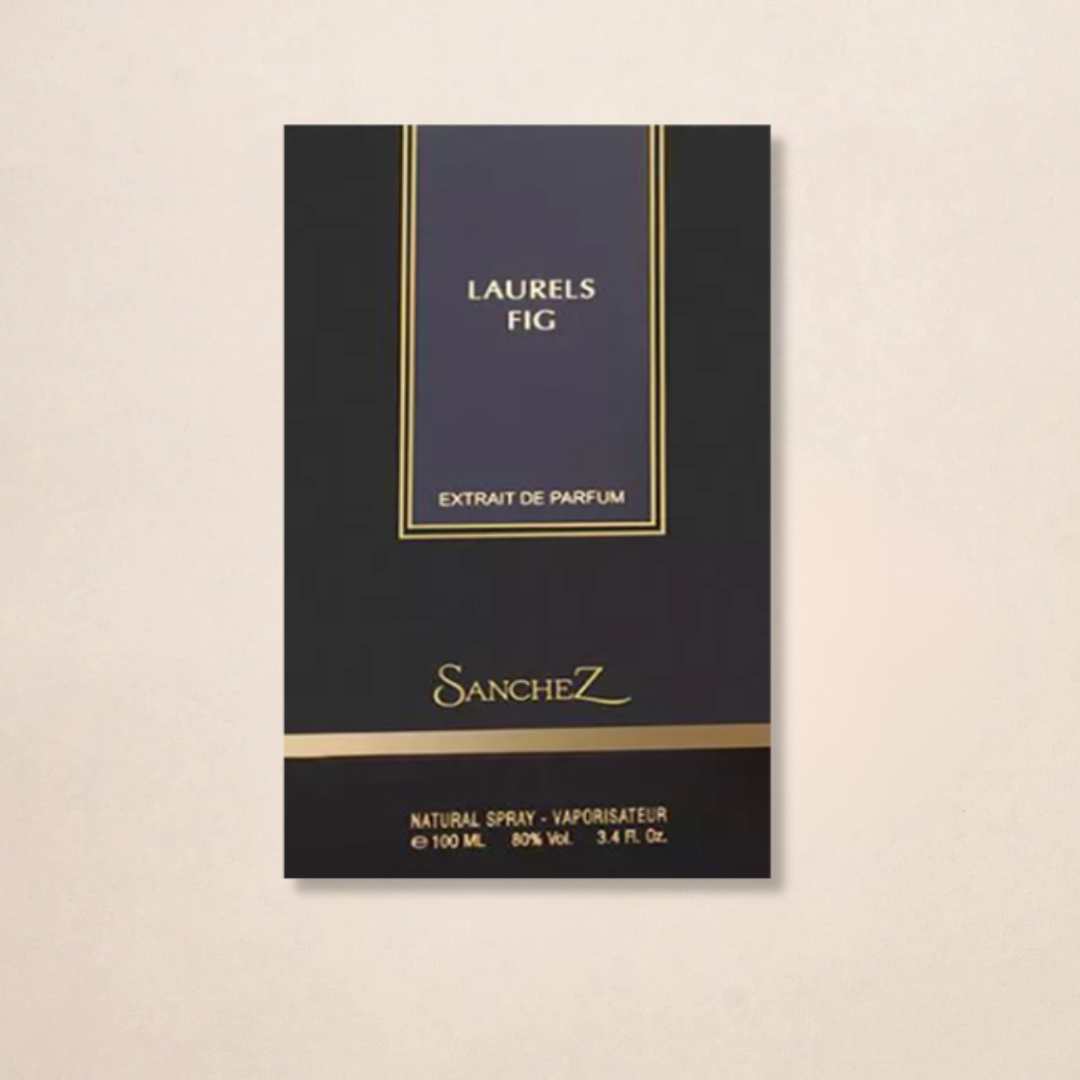 LAURELS
FIG
EXTRAIT DE PARFUM
SANCHEZ
NATURAL SPRAY - VAPORISATEUR
℮ 100 ML 80% Vol. 3.4 Fl. Oz.